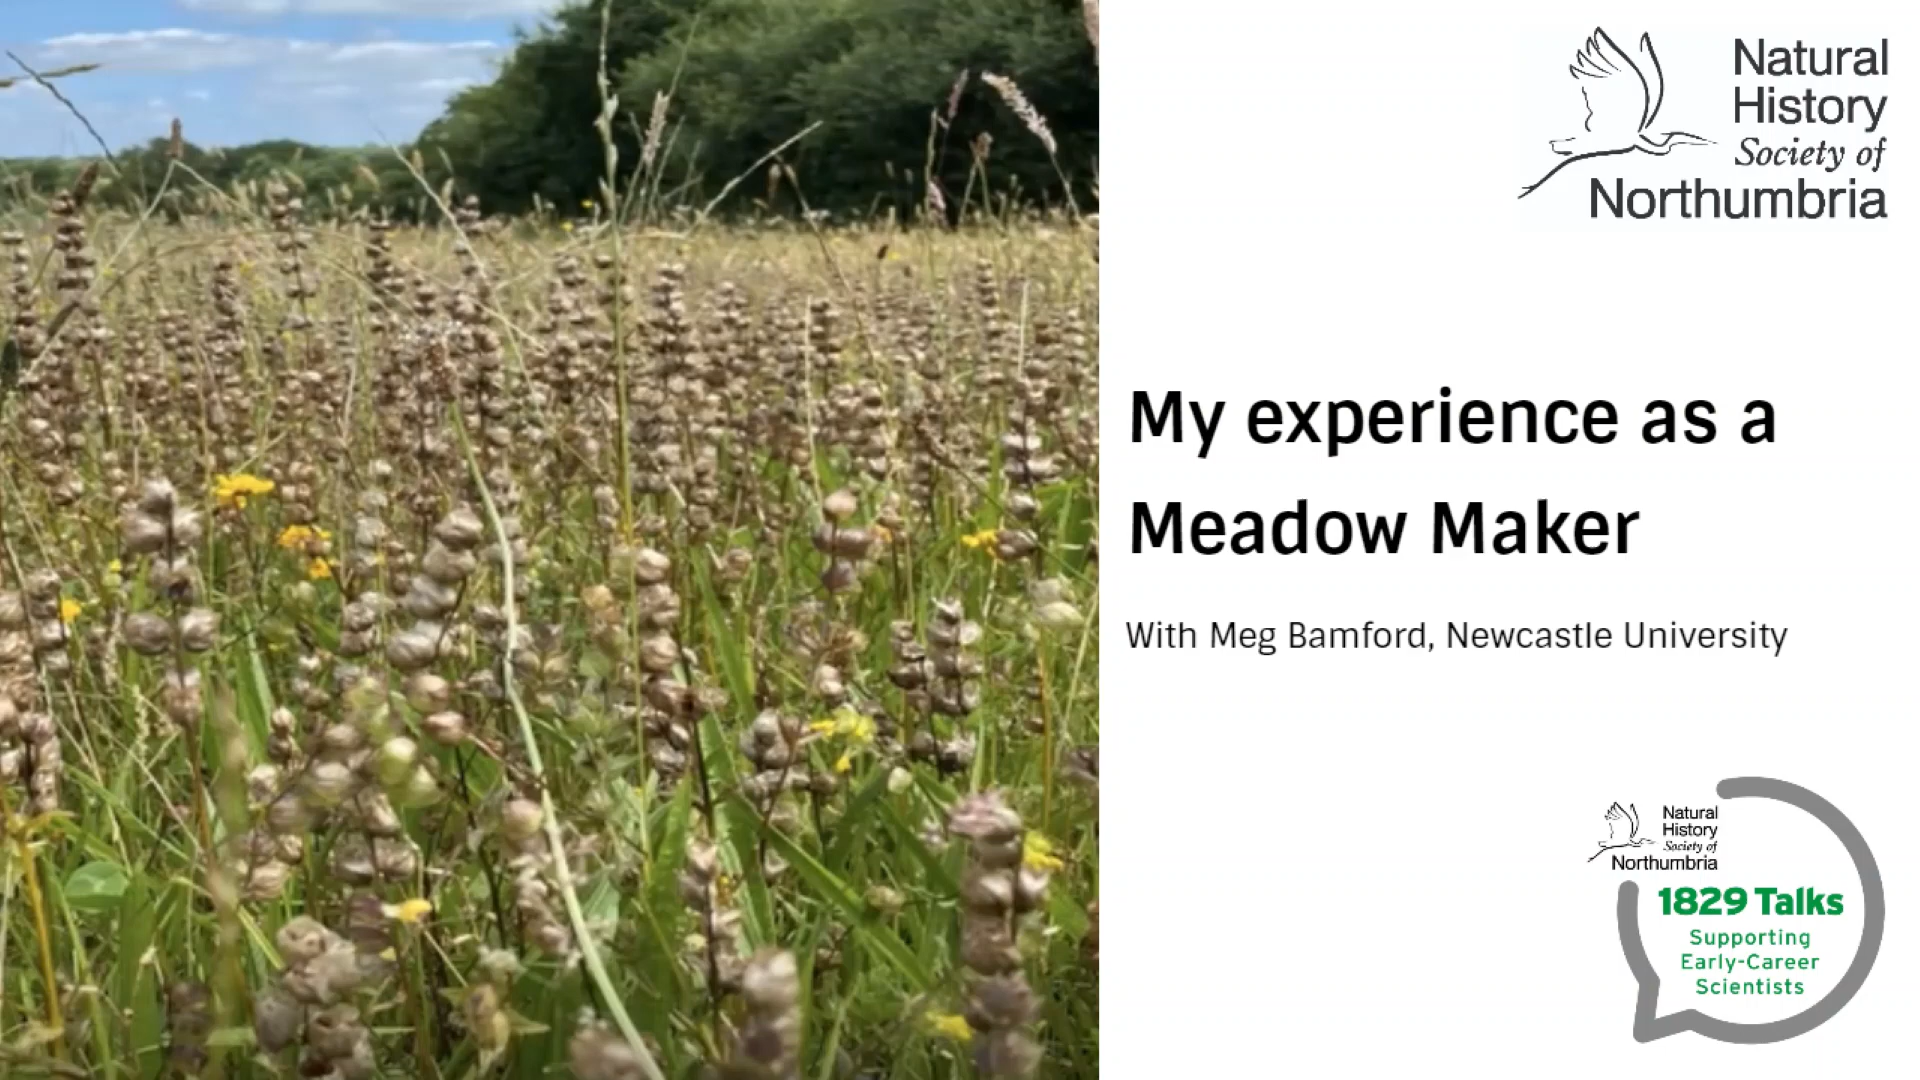 Natural
History
Society of
Northumbria
My experience as a
Meadow Maker
With Meg Bamford, Newcastle University
Natural
History
Society of
Northumbria
1829 Talks
Supporting
Early-Career
Scientists